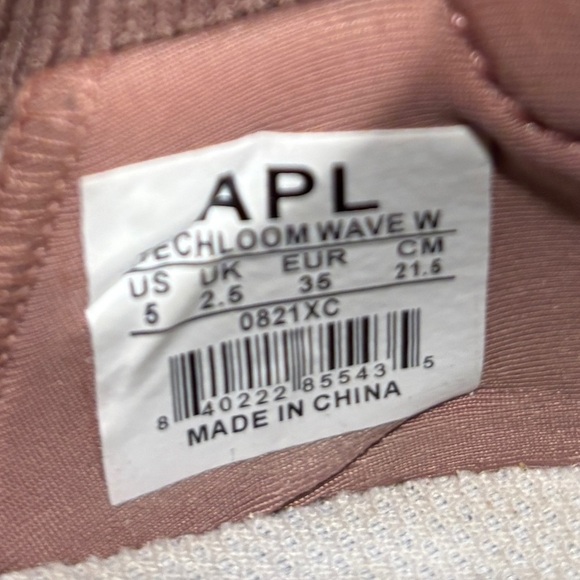 APL
TECHLOOM WAVE W
US UK EUR CM
5 2.5 35 21.5
0821XC
8 40222 85543 5
MADE IN CHINA